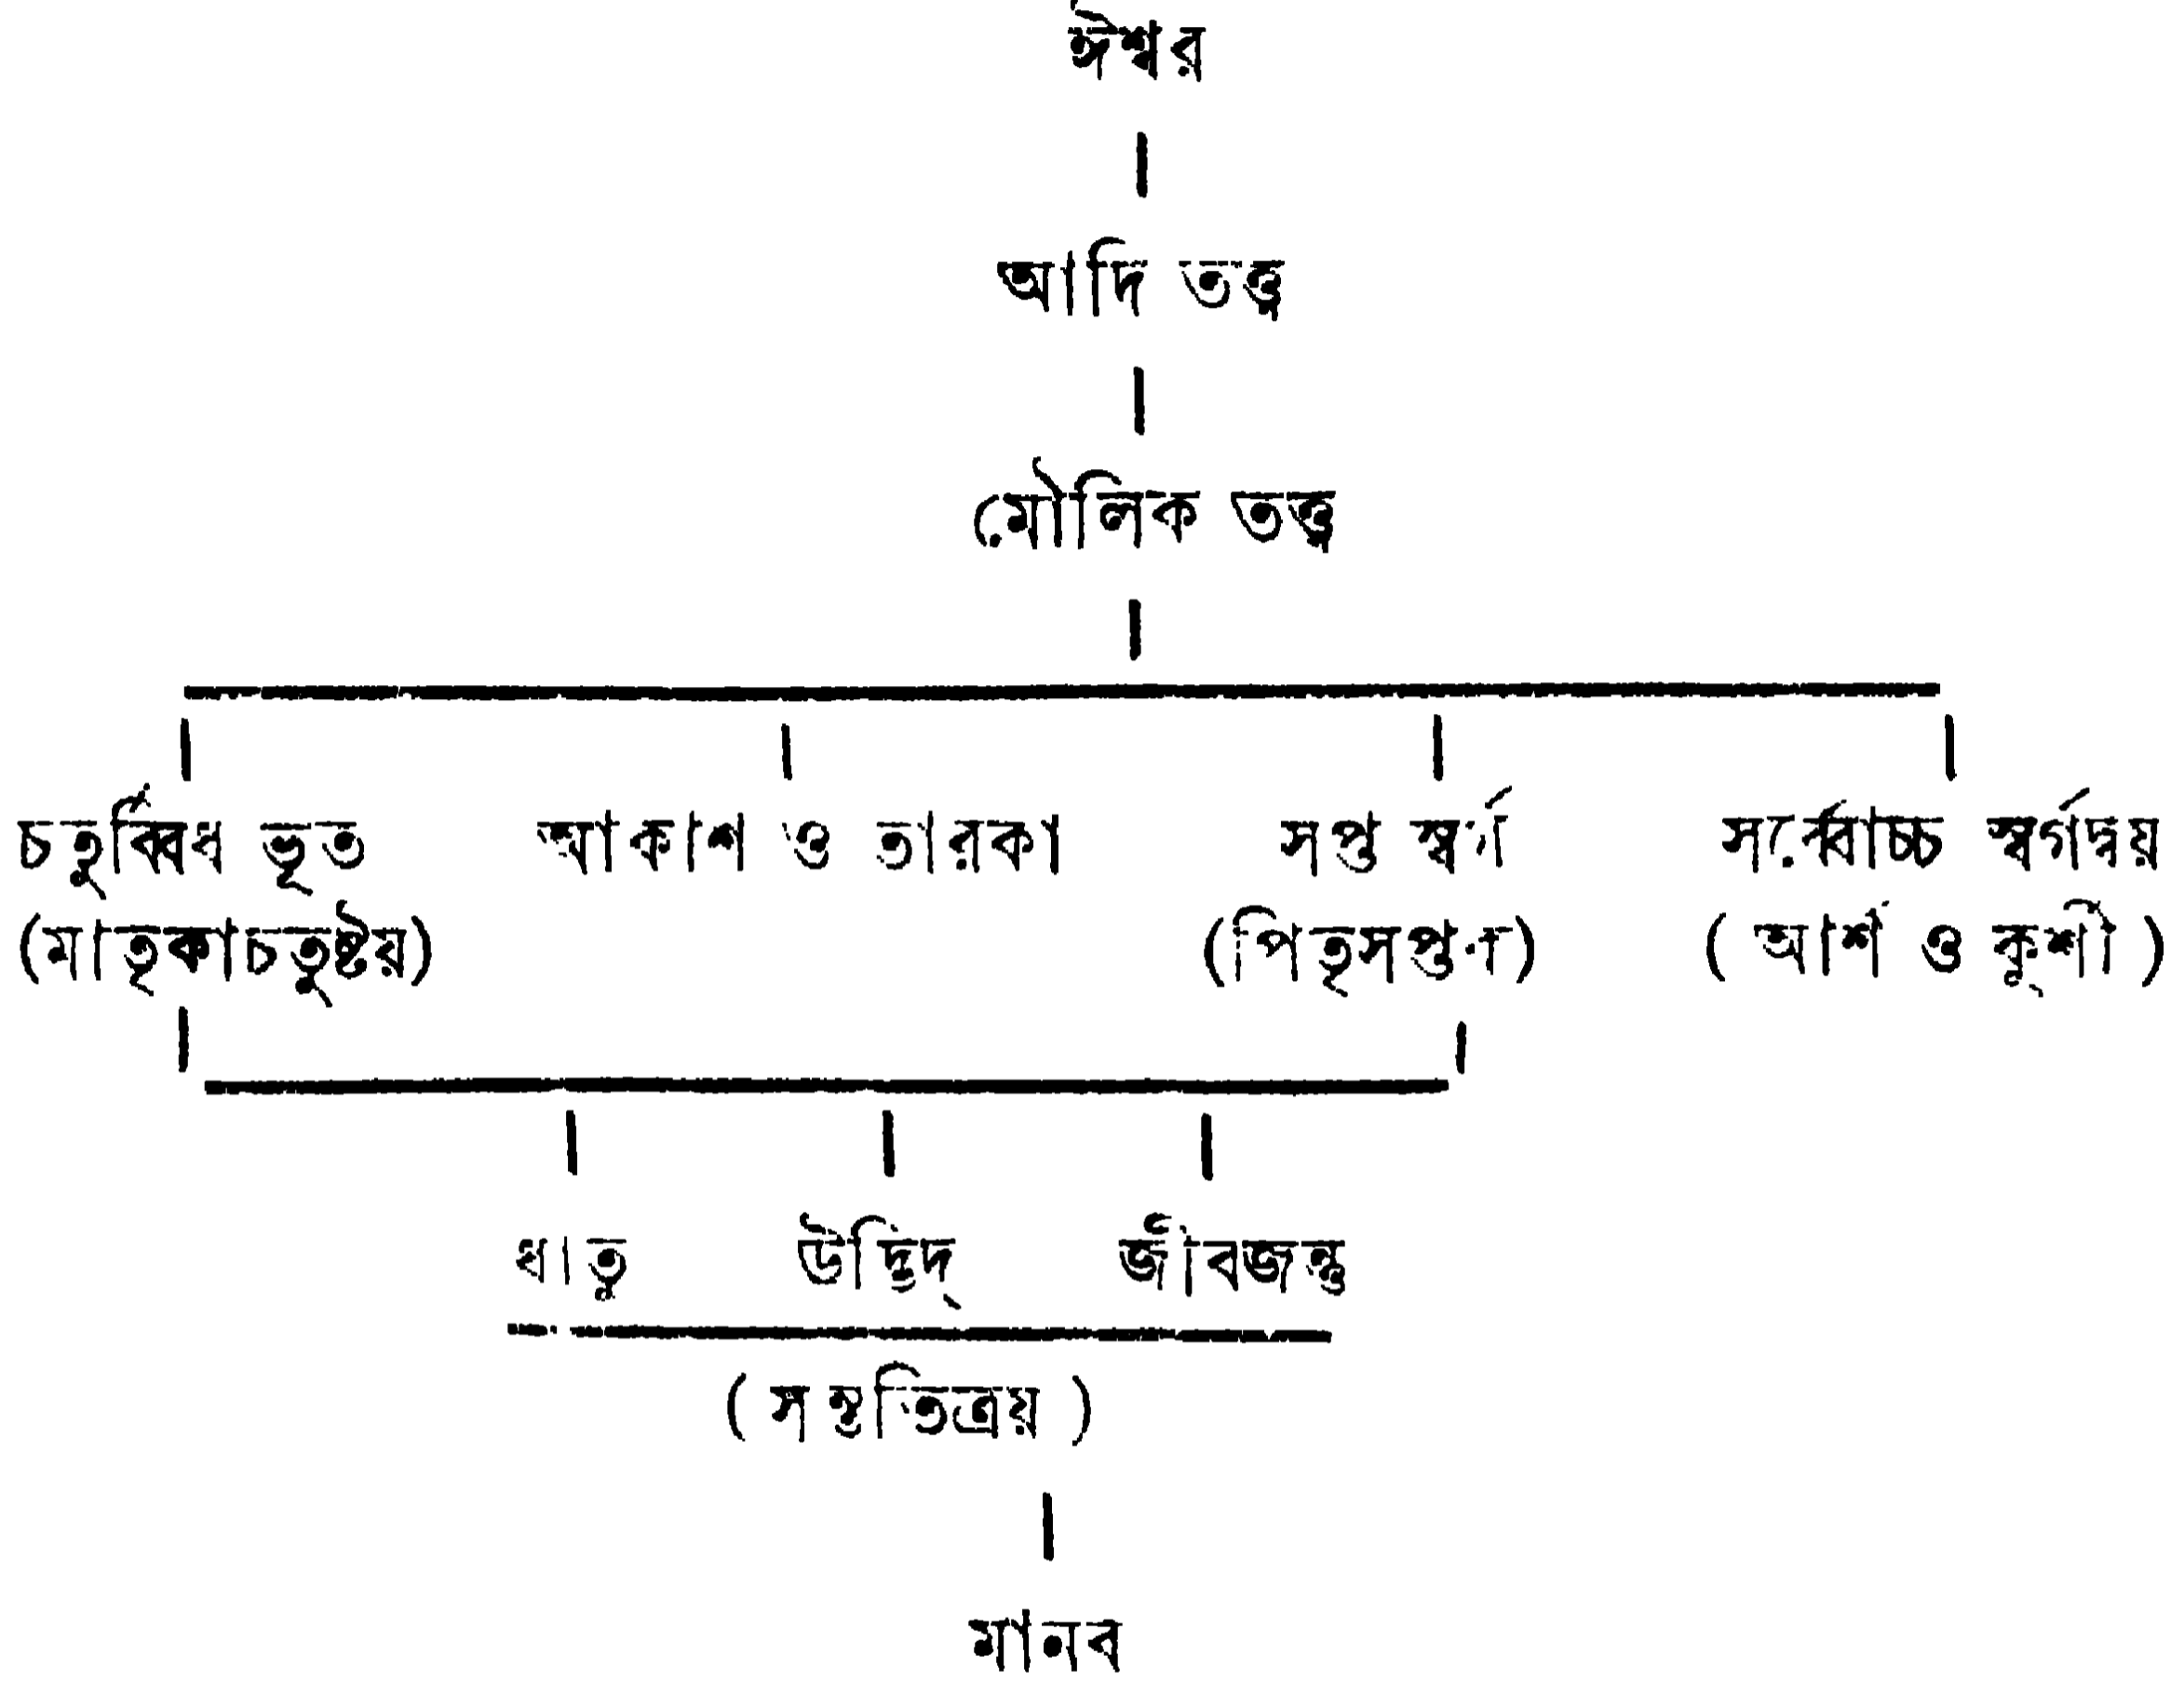 ঈশ্বর
আদি তত্ত্ব
মৌলিক তত্ত্ব
চতুর্ব্বিধ ভূত আকাশ ও তারকা সপ্ত স্বর্গ সর্ব্বোচ্চ স্বর্গদ্বয়
(মাতৃকাচতুষ্টয়) (পিতৃসপ্তক) ( আর্শ ও কুর্শী )
ধাতু উদ্ভিদ্ জীবজন্তু
( সন্ততিত্রয় )
মানব